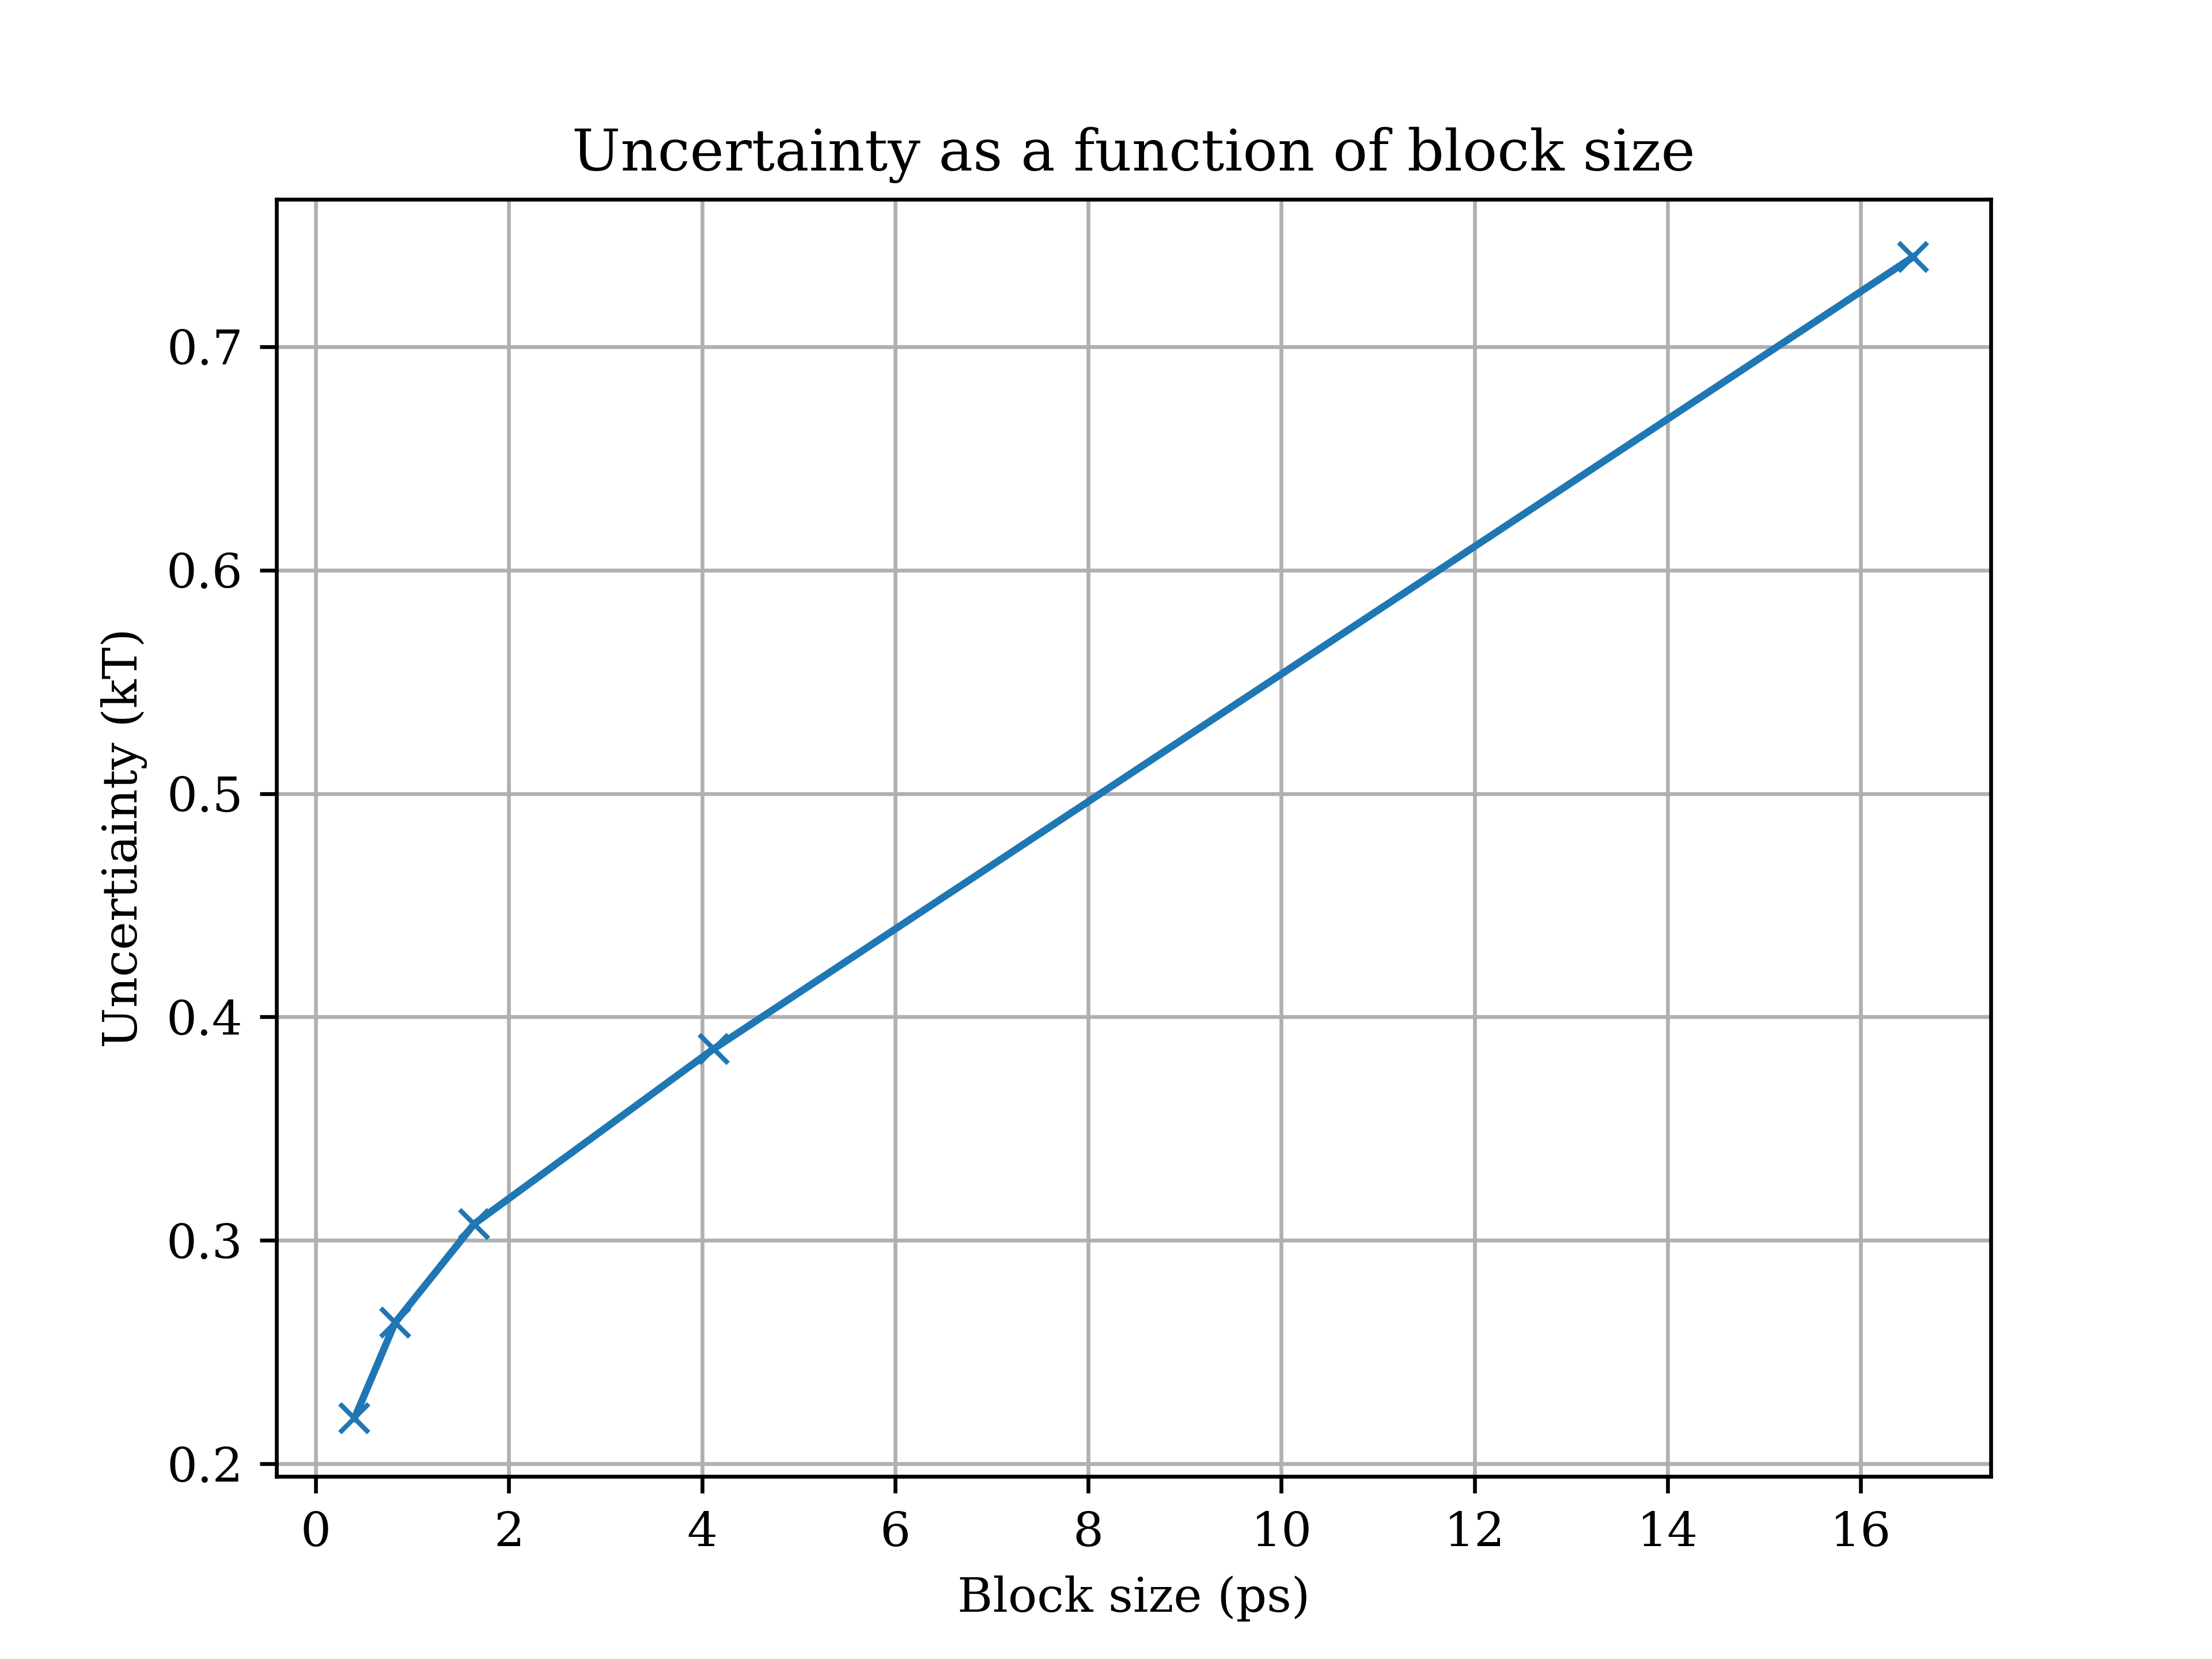 Uncertainty as a function of block size
Uncertiainty (kT)
0.7
0.6
0.5
0.4
0.3
0.2
0 2 4 6 8 10 12 14 16
Block size (ps)